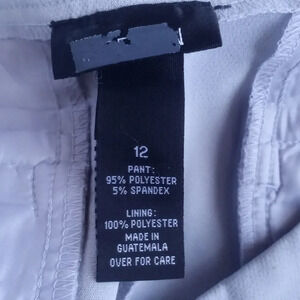 12
PANT:
95% POLYESTER
5% SPANDEX
LINING:
100% POLYESTER
MADE IN
GUATEMALA
OVER FOR CARE